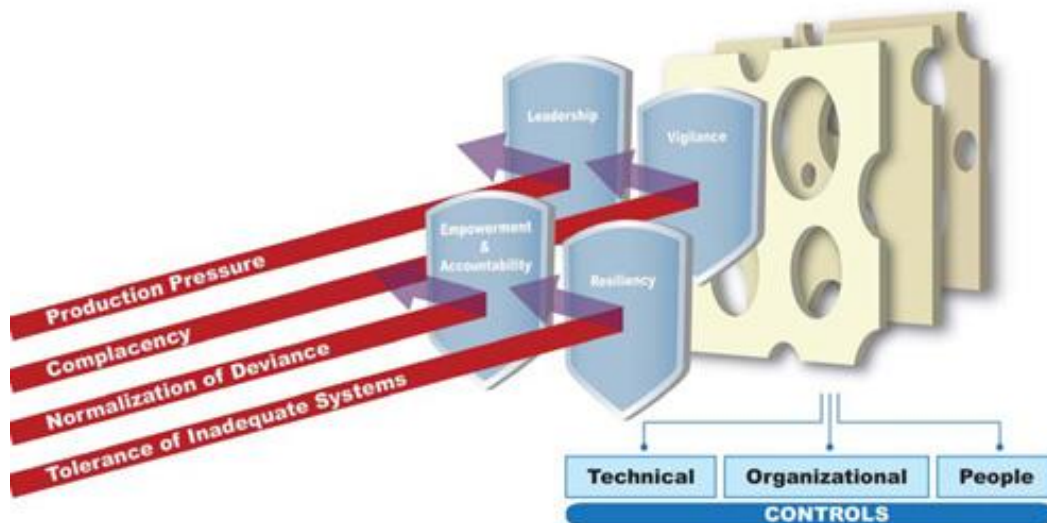 Leadership
Vigilance
Empowerment
&
Accountability
Resiliency
Production Pressure
Complacency
Normalization of Deviance
Tolerance of Inadequate Systems
Technical
Organizational
People
CONTROLS